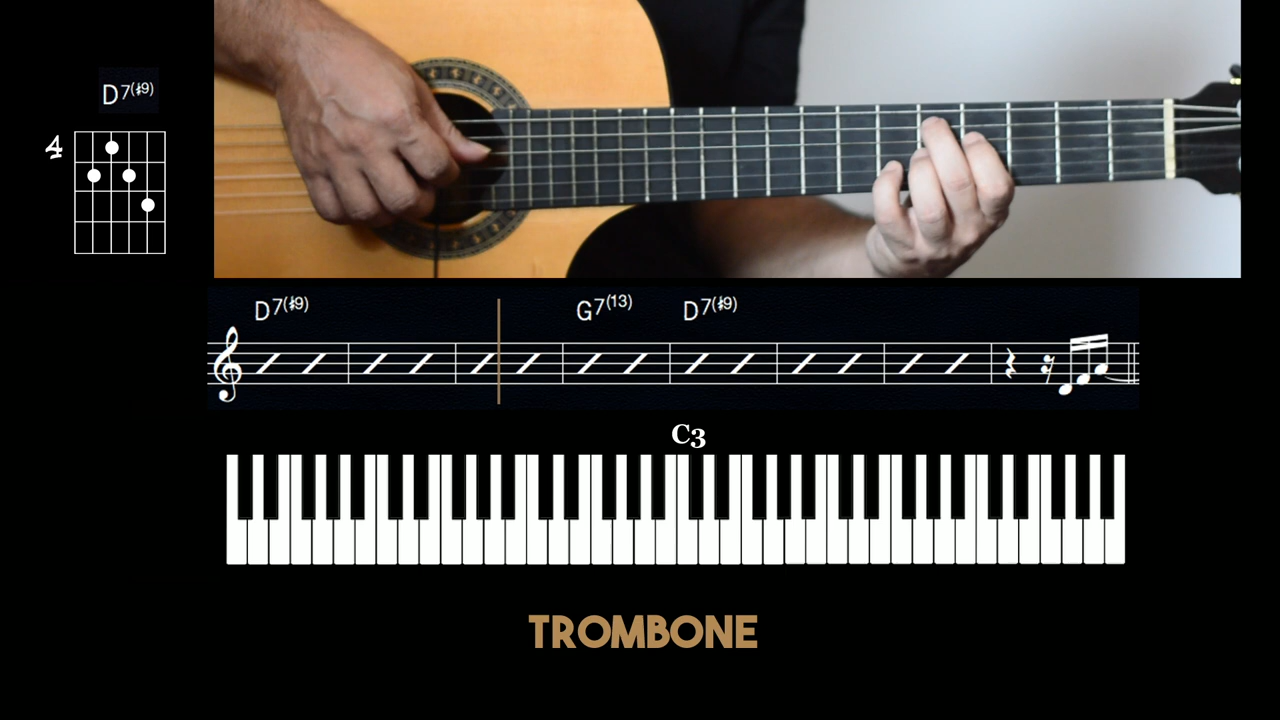 D7(♯9)
4
D7(♯9) G7(13) D7(♯9)
C3
TROMBONE